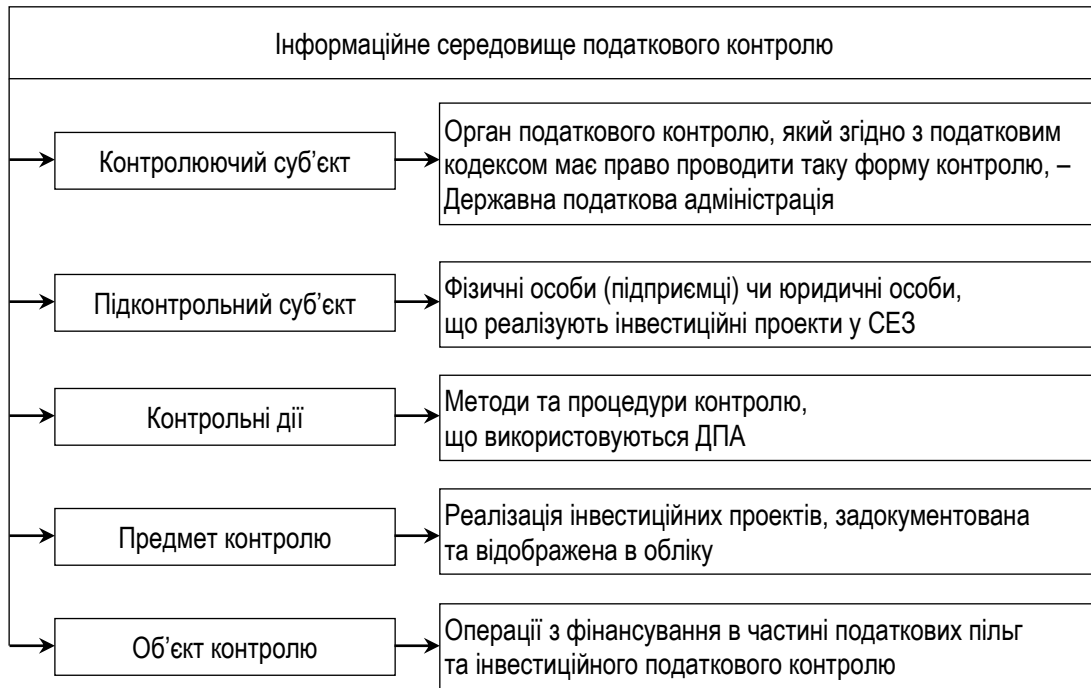 Інформаційне середовище податкового контролю
Контролюючий суб’єкт
Орган податкового контролю, який згідно з податковим
кодексом має право проводити таку форму контролю, –
Державна податкова адміністрація
Підконтрольний суб’єкт
Фізичні особи (підприємці) чи юридичні особи,
що реалізують інвестиційні проекти у СЕЗ
Контрольні дії
Методи та процедури контролю,
що використовуються ДПА
Предмет контролю
Реалізація інвестиційних проектів, задокументована
та відображена в обліку
Об’єкт контролю
Операції з фінансування в частині податкових пільг
та інвестиційного податкового контролю